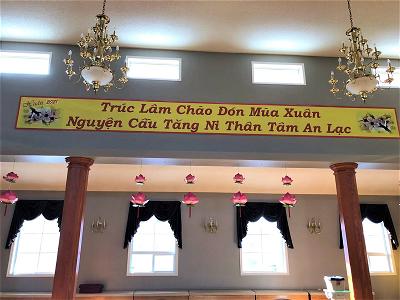 Trúc Lâm Chào Đón Mùa Xuân
Nguyện Cầu Tăng Ni Thân Tâm An Lạc